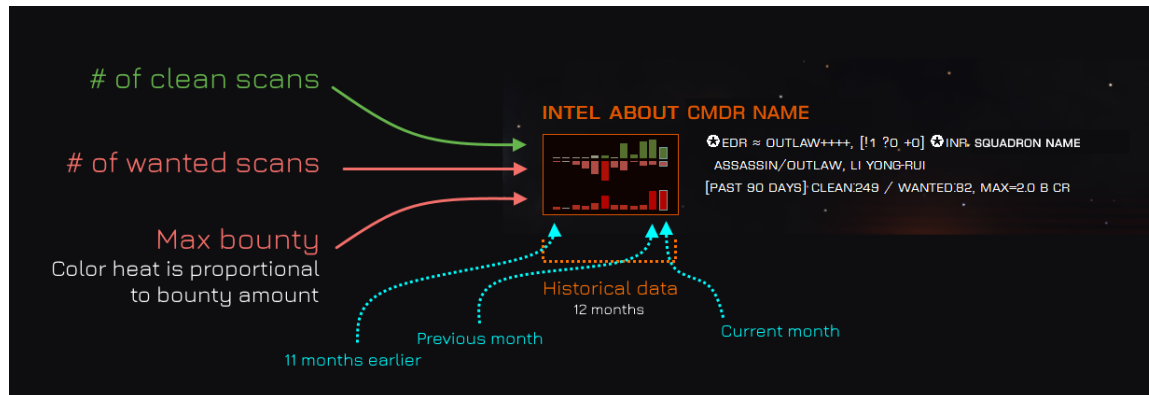 # of clean scans
# of wanted scans
Max bounty
Color heat is proportional
to bounty amount
INTEL ABOUT CMDR NAME
EDR ≈ OUTLAW++++, [!1 ?0 +0] INR SQUADRON NAME
ASSASSIN/OUTLAW, LI YONG-RUI
[PAST 90 DAYS]: CLEAN:249 / WANTED:82, MAX=2.0 B CR
Historical data
12 months
Previous month
Current month
11 months earlier